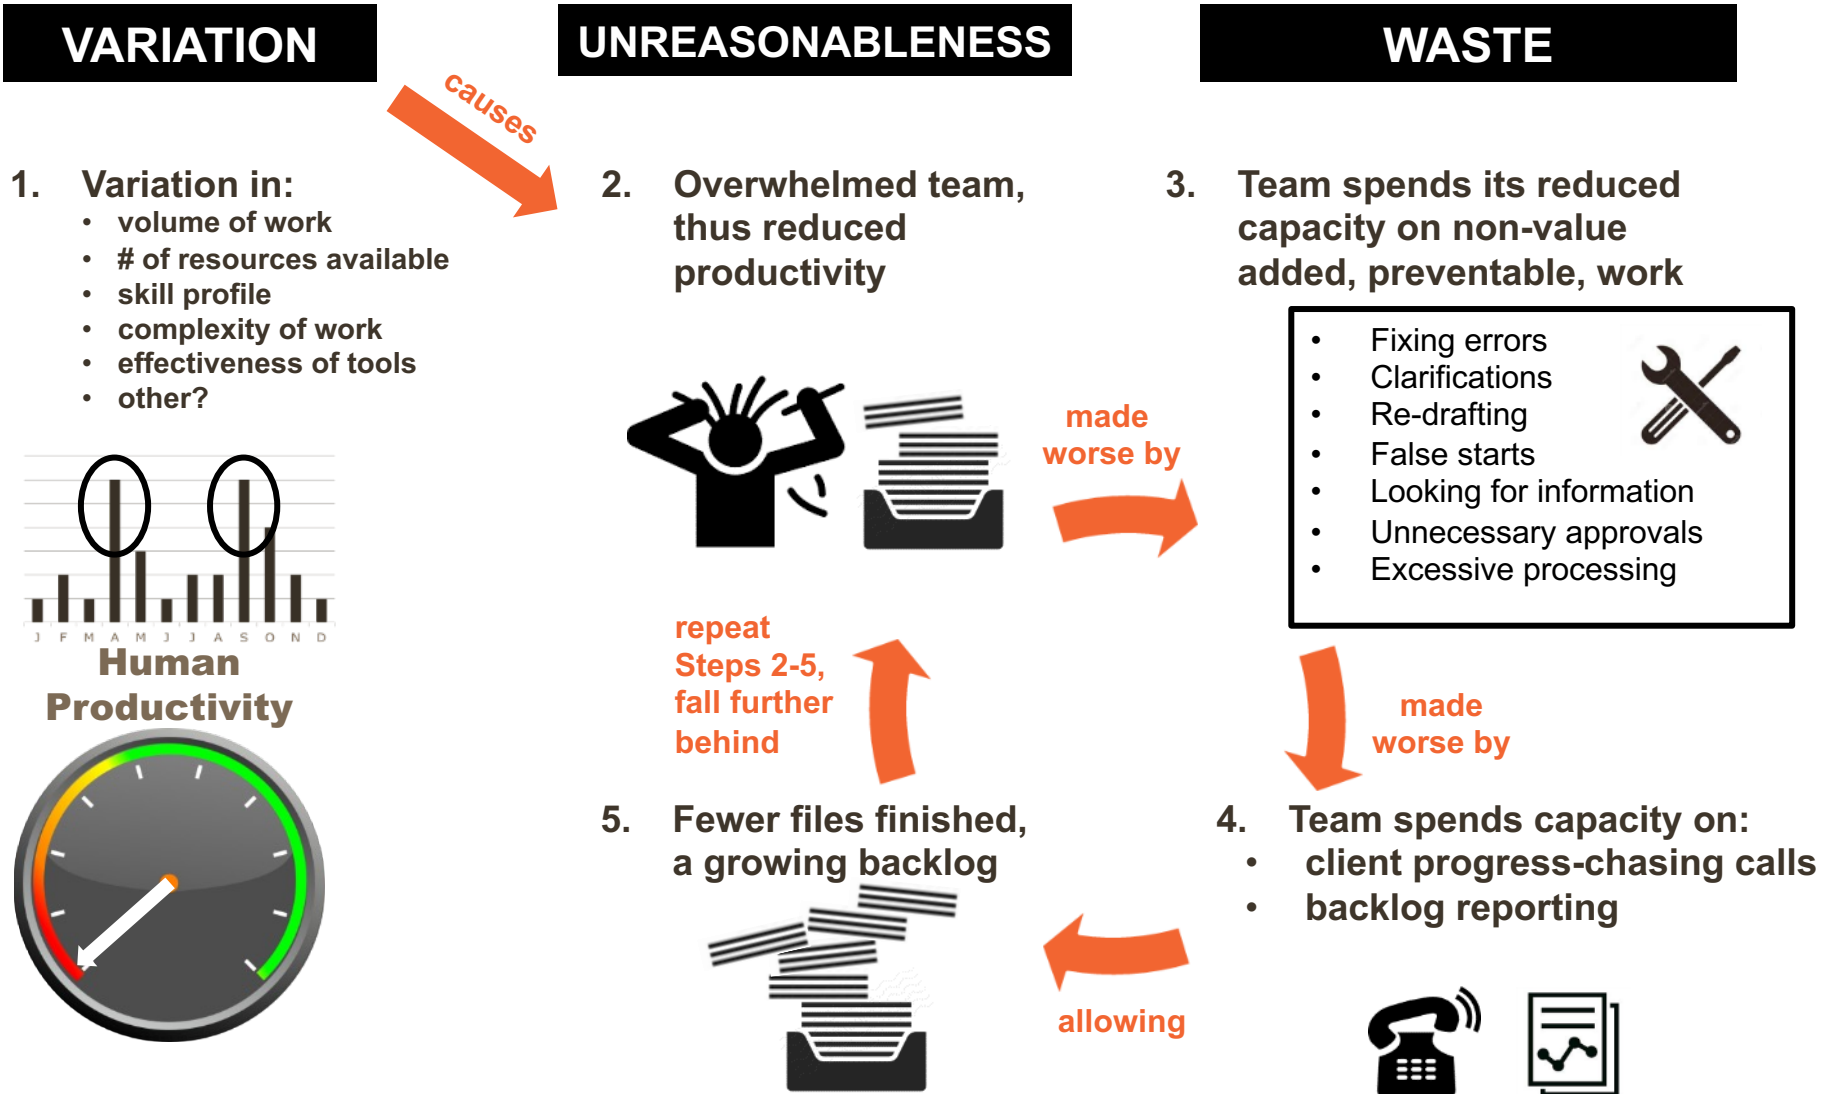 VARIATION
UNREASONABLENESS
WASTE
causes
1. Variation in:
• volume of work
• # of resources available
• skill profile
• complexity of work
• effectiveness of tools
• other?
J F M A M J J A S O N D
Human
Productivity
2. Overwhelmed team,
thus reduced
productivity
made
worse by
3. Team spends its reduced
capacity on non-value
added, preventable, work
• Fixing errors
• Clarifications
• Re-drafting
• False starts
• Looking for information
• Unnecessary approvals
• Excessive processing
made
worse by
4. Team spends capacity on:
• client progress-chasing calls
• backlog reporting
allowing
5. Fewer files finished,
a growing backlog
repeat
Steps 2-5,
fall further
behind